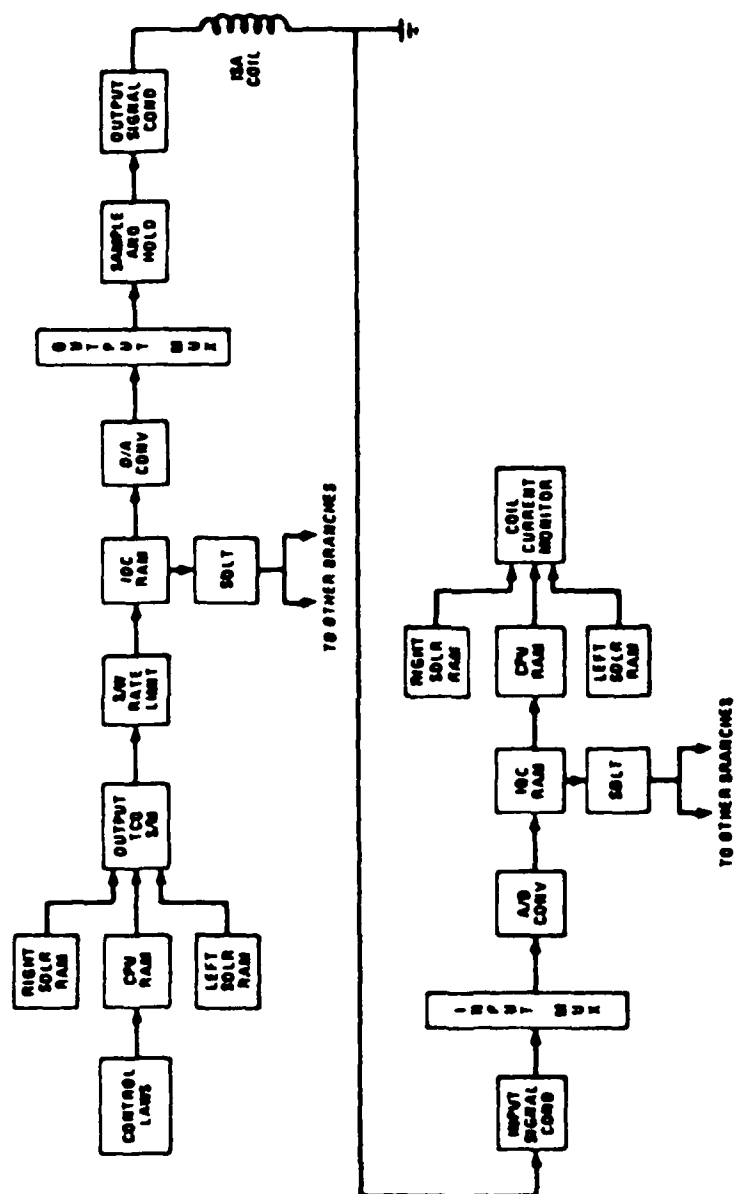 CONTROL
LAWS
RIGHT
SDLR
RAM
CPU
RAM
LEFT
SDLR
RAM
OUTPUT
TCG
S/W
S/W
RATE
LIMIT
IOC
RAM
SDLT
TO OTHER BRANCHES
D/A
CONV
OUTPUT MUX
SAMPLE
AND
HOLD
OUTPUT
SIGNAL
COND
ISA
COIL
INPUT
SIGNAL
COND
INPUT MUX
A/D
CONV
IOC
RAM
SDLT
TO OTHER BRANCHES
RIGHT
SDLR
RAM
CPU
RAM
LEFT
SDLR
RAM
COIL
CURRENT
MONITOR